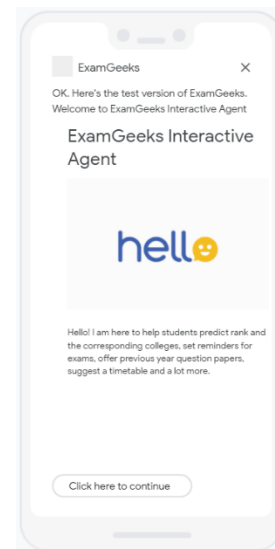 ExamGeeks
OK. Here's the test version of ExamGeeks.
Welcome to ExamGeeks Interactive Agent
ExamGeeks Interactive
Agent
hello
Hello! I am here to help students predict rank and
the corresponding colleges, set reminders for
exams, offer previous year question papers,
suggest a timetable and a lot more.
Click here to continue